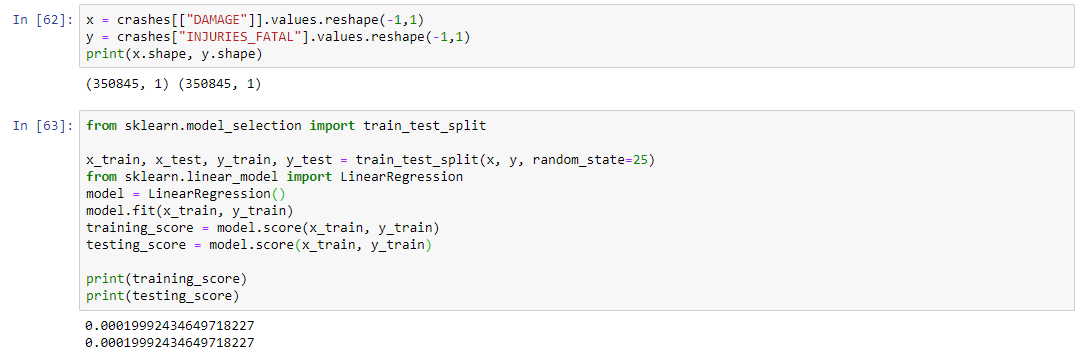 In [62]: x = crashes[["DAMAGE"]].values.reshape(-1,1)
y = crashes["INJURIES_FATAL"].values.reshape(-1,1)
print(x.shape, y.shape)
(350845, 1) (350845, 1)
In [63]: from sklearn.model_selection import train_test_split
x_train, x_test, y_train, y_test = train_test_split(x, y, random_state=25)
from sklearn.linear_model import LinearRegression
model = LinearRegression()
model.fit(x_train, y_train)
training_score = model.score(x_train, y_train)
testing_score = model.score(x_train, y_train)
print(training_score)
print(testing_score)
0.00019992434649718227
0.00019992434649718227